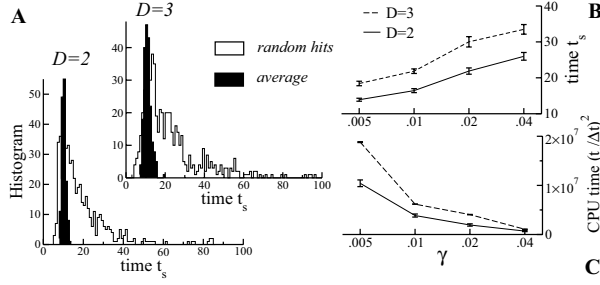 A
D=2
D=3
random hits
average
Histogram
50
40
30
20
10
0
0 20 40 60 80 100
time t_s
40
30
20
10
0
0 20 40 60 80 100
time t_s
B
D=3
D=2
40
30
20
10
time t_s
.005 .01 .02 .04
2×10^7
1×10^7
0
CPU time (t /Δt)^2
.005 .01 .02 .04
γ
C